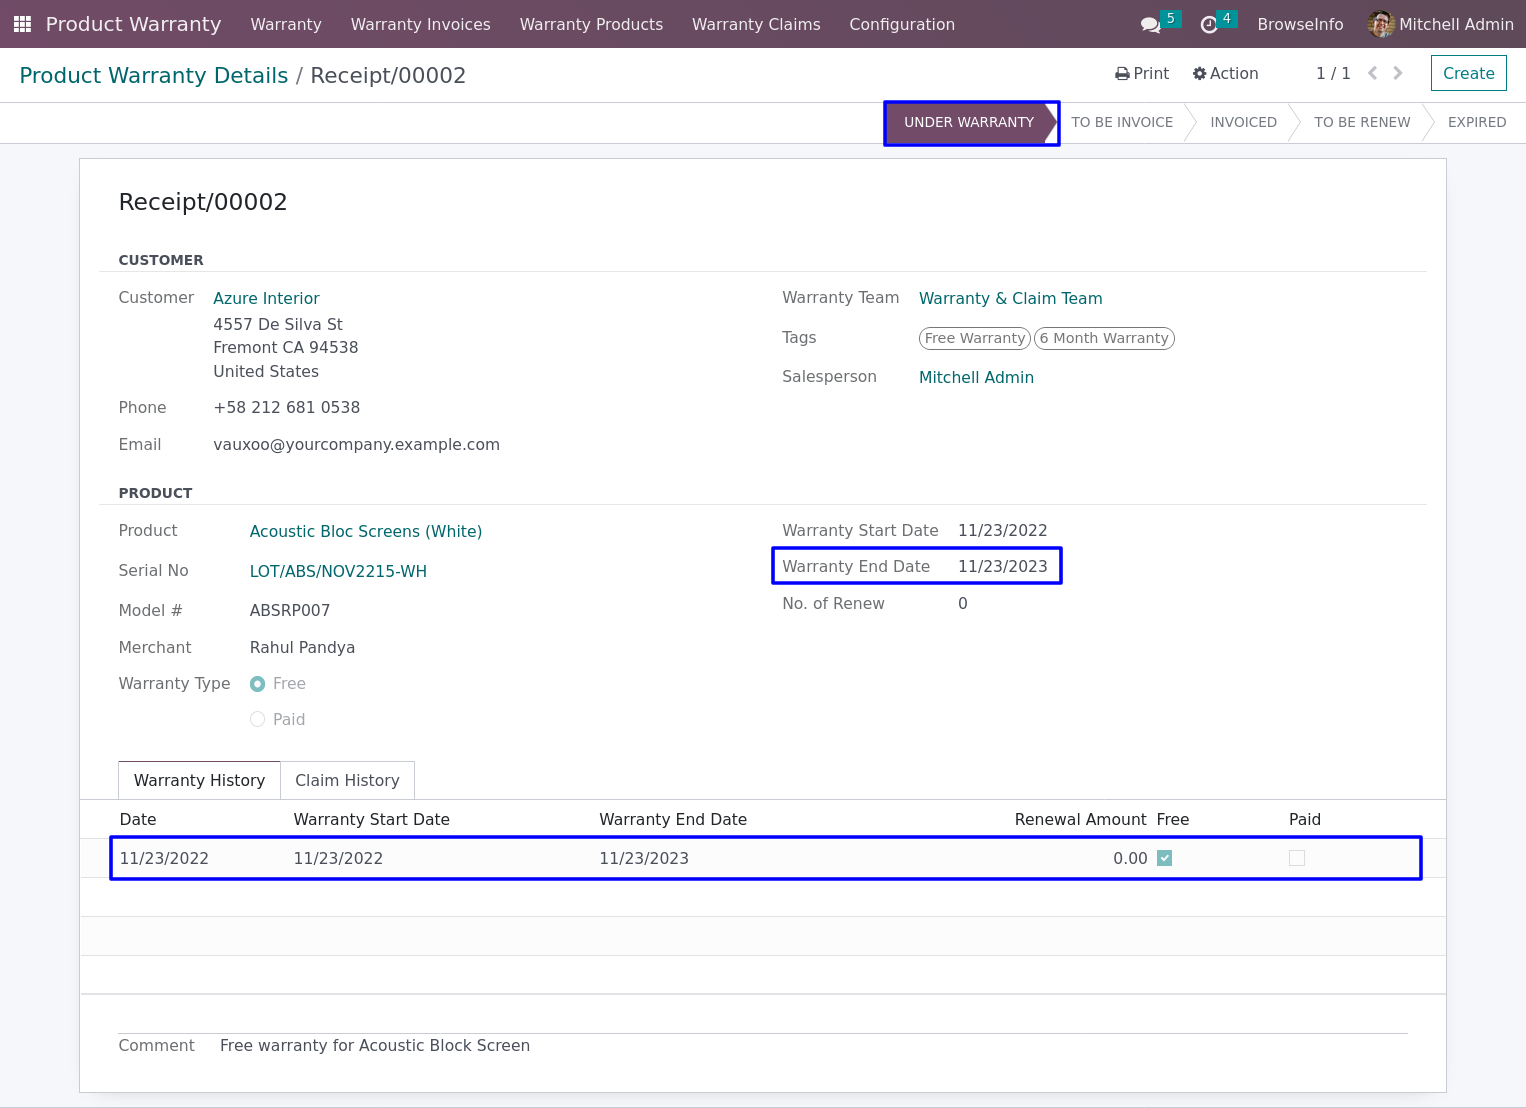 Product Warranty Warranty Warranty Invoices Warranty Products Warranty Claims Configuration 5 4 BrowseInfo Mitchell Admin
Product Warranty Details / Receipt/00002 Print Action 1 / 1 Create
UNDER WARRANTY TO BE INVOICE INVOICED TO BE RENEW EXPIRED
Receipt/00002
CUSTOMER
Customer Azure Interior Warranty Team Warranty & Claim Team
4557 De Silva St
Fremont CA 94538 Tags Free Warranty 6 Month Warranty
United States Salesperson Mitchell Admin
Phone +58 212 681 0538
Email vauxoo@yourcompany.example.com
PRODUCT
Product Acoustic Bloc Screens (White) Warranty Start Date 11/23/2022
Serial No LOT/ABS/NOV2215-WH Warranty End Date 11/23/2023
Model # ABSRP007 No. of Renew 0
Merchant Rahul Pandya
Warranty Type Free
Paid
Warranty History Claim History
Date Warranty Start Date Warranty End Date Renewal Amount Free Paid
11/23/2022 11/23/2022 11/23/2023 0.00
Comment Free warranty for Acoustic Block Screen